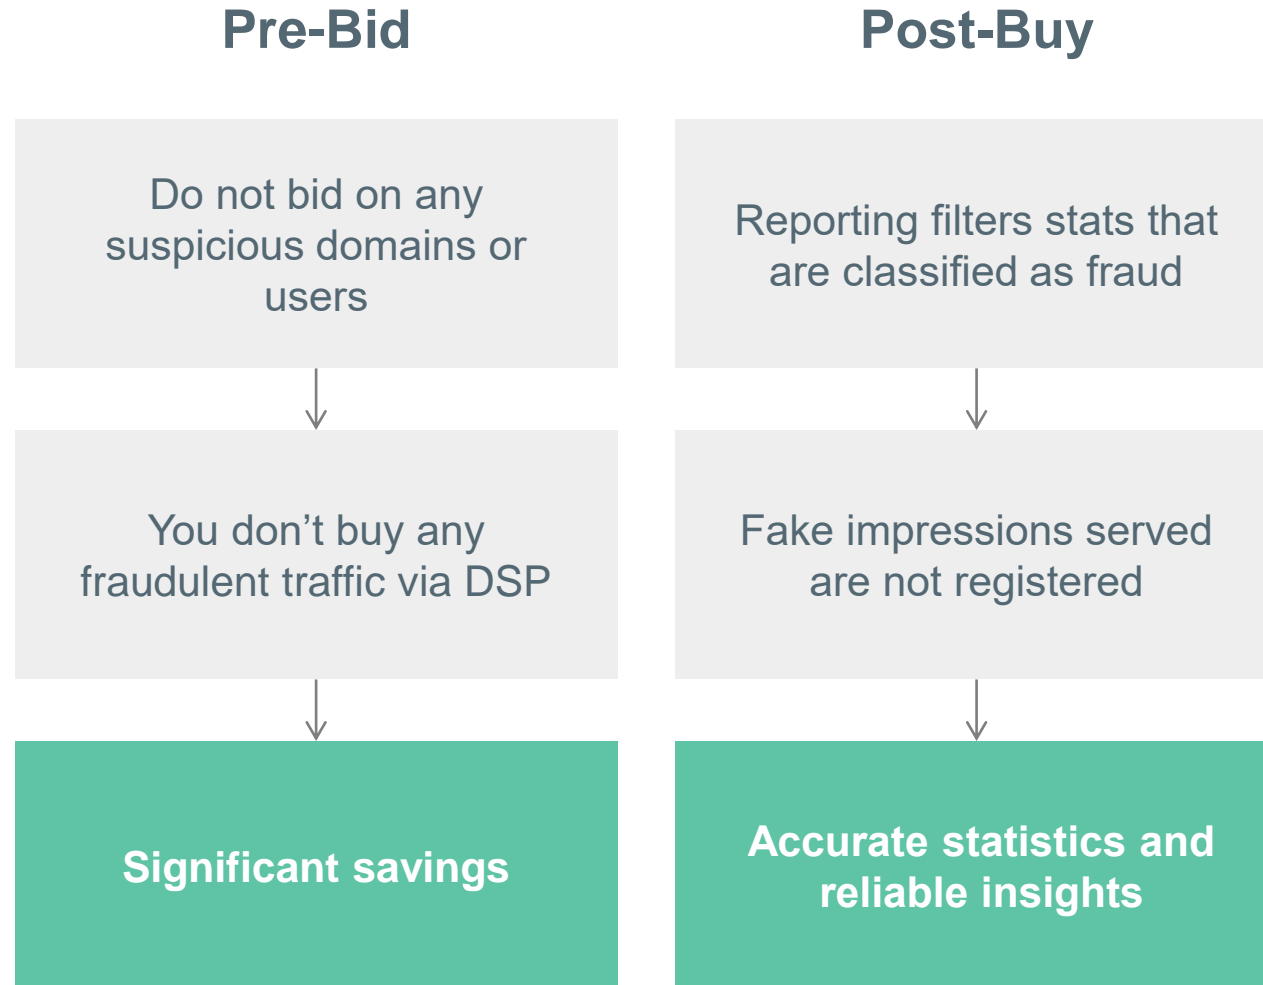 Pre-Bid
Post-Buy
Do not bid on any
suspicious domains or
users
Reporting filters stats that
are classified as fraud
You don’t buy any
fraudulent traffic via DSP
Fake impressions served
are not registered
Significant savings
Accurate statistics and
reliable insights